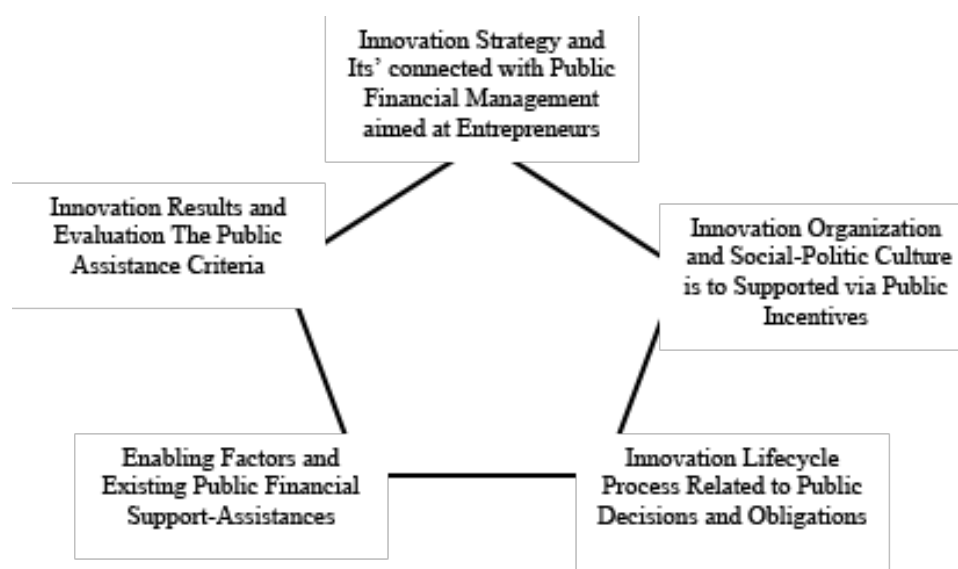 Innovation Strategy and
Its' connected with Public
Financial Management
aimed at Entrepreneurs
Innovation Results and
Evaluation The Public
Assistance Criteria
Innovation Organization
and Social-Politic Culture
is to Supported via Public
Incentives
Enabling Factors and
Existing Public Financial
Support-Assistances
Innovation Lifecycle
Process Related to Public
Decisions and Obligations